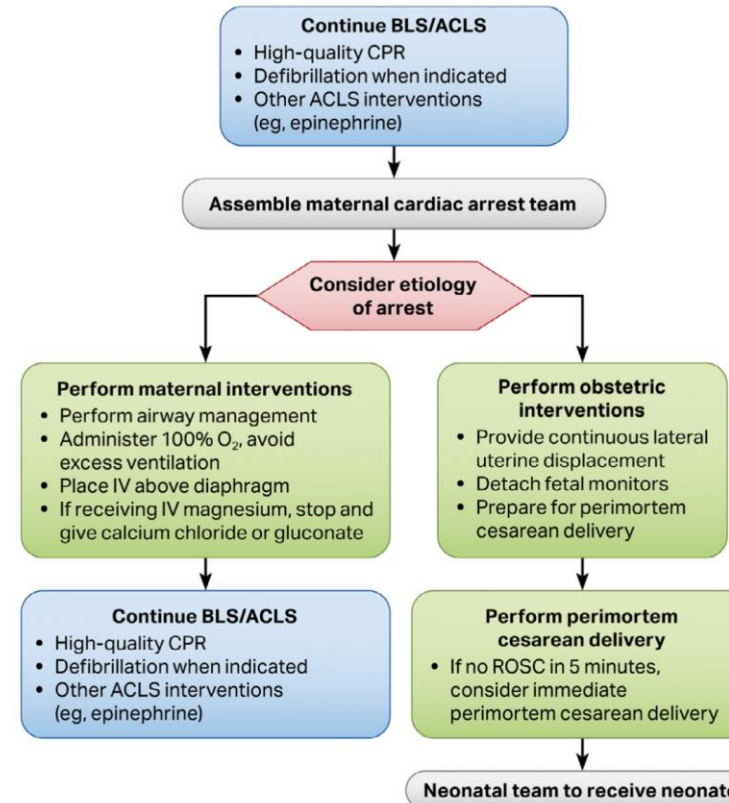 Continue BLS/ACLS
• High-quality CPR
• Defibrillation when indicated
• Other ACLS interventions
(eg, epinephrine)
Assemble maternal cardiac arrest team
Consider etiology
of arrest
Perform maternal interventions
• Perform airway management
• Administer 100% O₂, avoid
excess ventilation
• Place IV above diaphragm
• If receiving IV magnesium, stop and
give calcium chloride or gluconate
Perform obstetric
interventions
• Provide continuous lateral
uterine displacement
• Detach fetal monitors
• Prepare for perimortem
cesarean delivery
Continue BLS/ACLS
• High-quality CPR
• Defibrillation when indicated
• Other ACLS interventions
(eg, epinephrine)
Perform perimortem
cesarean delivery
• If no ROSC in 5 minutes,
consider immediate
perimortem cesarean delivery
Neonatal team to receive neonate